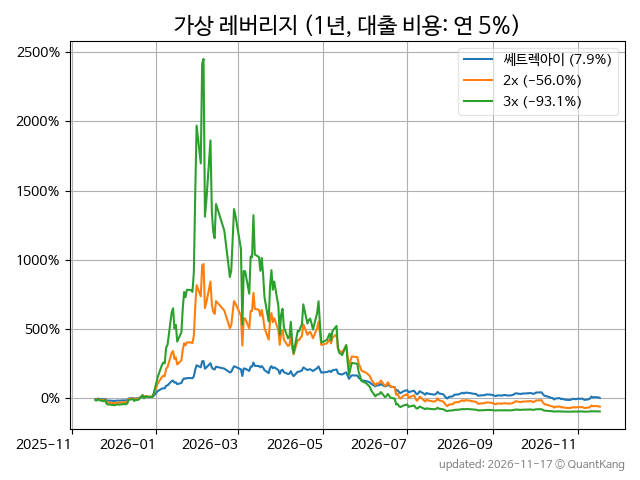 가상 레버리지 (1년, 대출 비용: 연 5%)
쎄트렉아이 (7.9%)
2x (-56.0%)
3x (-93.1%)
2500%
2000%
1500%
1000%
500%
0%
2025-11
2026-01
2026-03
2026-05
2026-07
2026-09
2026-11
updated: 2026-11-17 © QuantKang